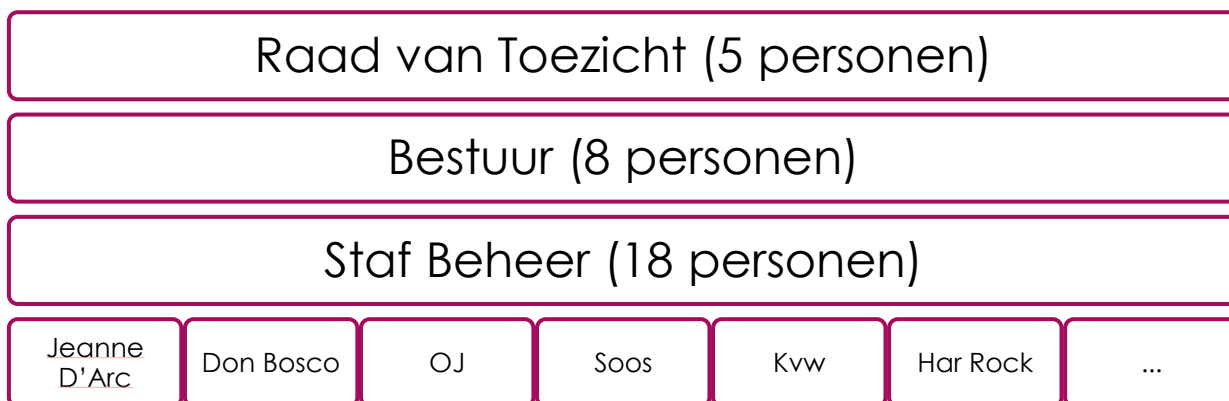 Raad van Toezicht (5 personen)
Bestuur (8 personen)
Staf Beheer (18 personen)
Jeanne
D'Arc
Don Bosco
OJ
Soos
Kvw
Har Rock
...